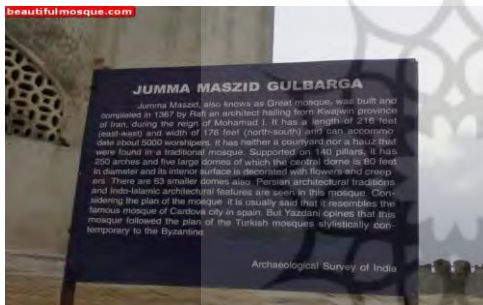 beautifulmosque.com
JUMMA MASZID GULBARGA
Jumma Maszid, also knows as Great mosque, was built and
completed in 1367 by Rafi an architect hailing from Kwajwin province
of Iran, during the reign of Mohamad I. It has a length of 216 feet
(east-west) and width of 176 feet (north-south) and can accommo
date about 5000 worshipers. It has neither a courtyard nor a hauz that
were found in a traditional mosque. Supported on 140 pillars, it has
250 arches and five large domes of which the central dome is 80 feet
in diameter and its interior surface is decorated with flowers and creep
ers. There are 53 smaller domes also. Persian architectural traditions
and Indo-Islamic architectural features are seen in this mosque. Con-
sidering the plan of the mosque it is usually said that it resembles the
famous mosque of Cardova city in spain. But Yazdani opines that this
mosque followed the plan of the Turkish mosques stylistically con-
temporary to the Byzantine
Archaeological Survey of India